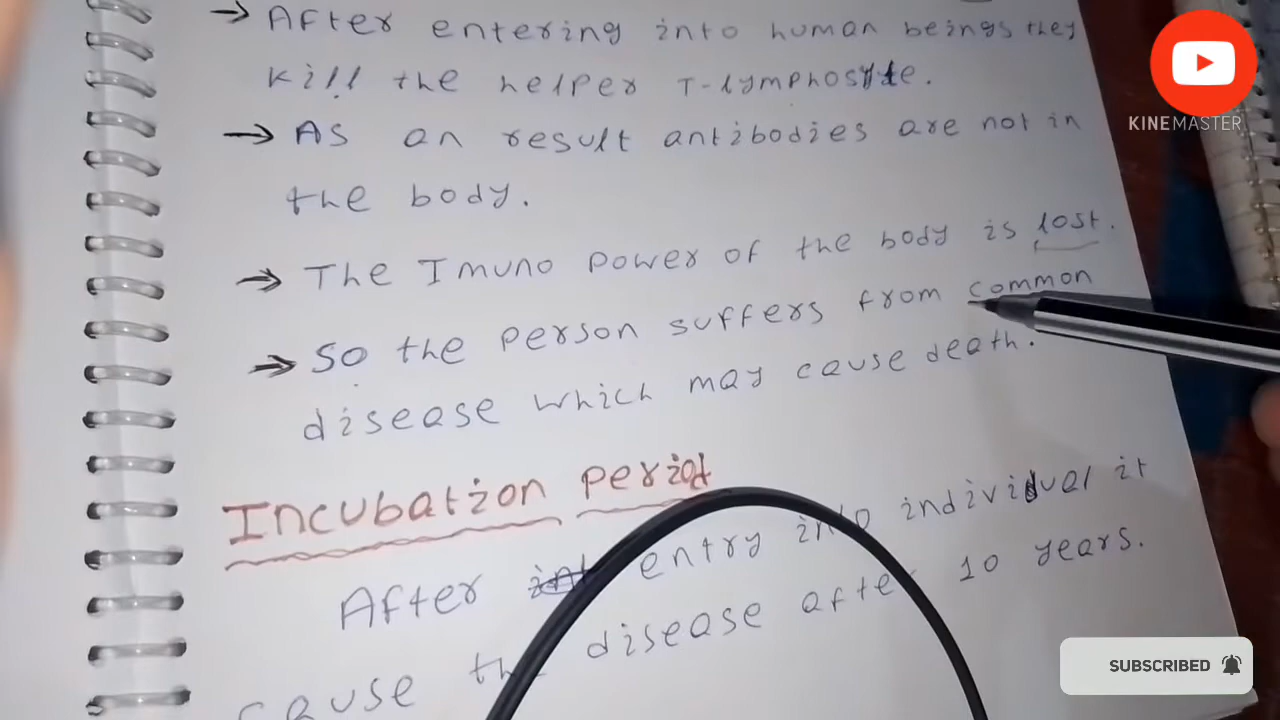 → After entering into human beings they
kill the helper T-lymphosyte.
→ As an result antibodies are not in
the body.
→ The Imuno power of the body is lost.
→ So the person suffers from common
disease which may cause death.
Incubation period
After entry into individual it
cause the disease after 10 years.
KINEMASTER
SUBSCRIBED